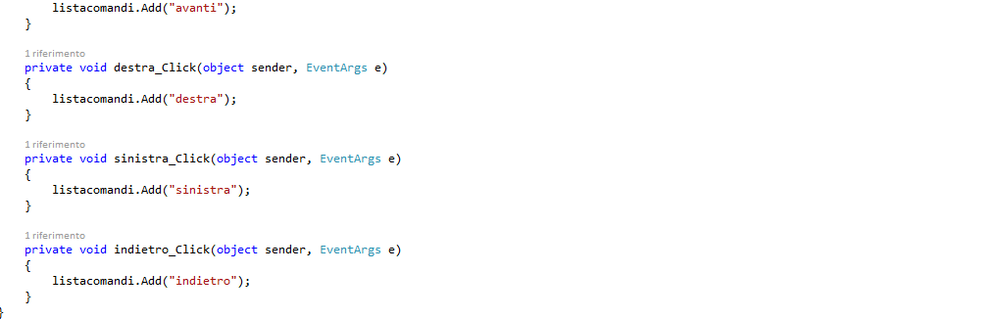 listacomandi.Add("avanti");
}
1 riferimento
private void destra_Click(object sender, EventArgs e)
{
listacomandi.Add("destra");
}
1 riferimento
private void sinistra_Click(object sender, EventArgs e)
{
listacomandi.Add("sinistra");
}
1 riferimento
private void indietro_Click(object sender, EventArgs e)
{
listacomandi.Add("indietro");
}
}